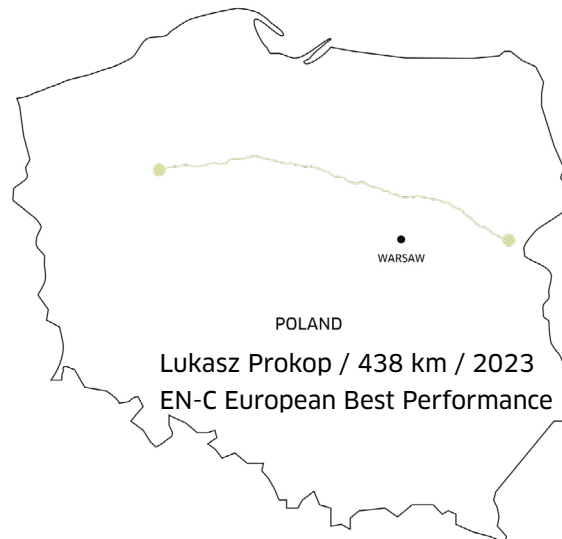 WARSAW
POLAND
Lukasz Prokop / 438 km / 2023
EN-C European Best Performance